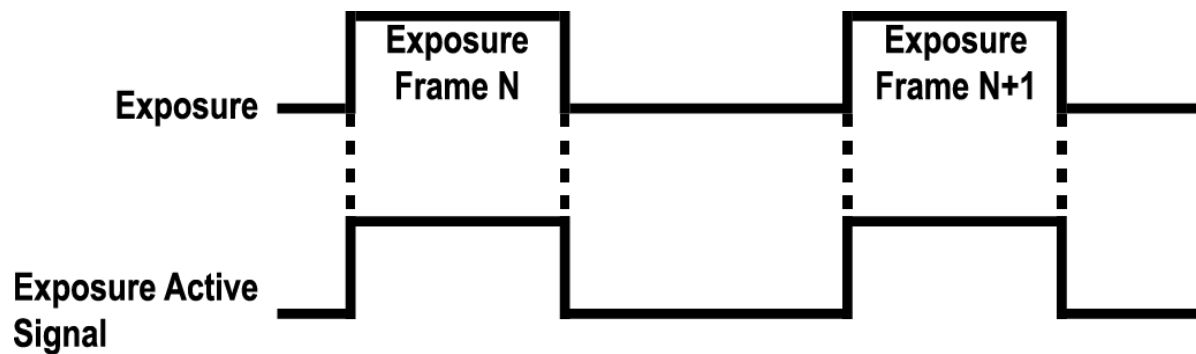 Exposure
Frame N
Exposure
Frame N+1
Exposure
Exposure Active
Signal